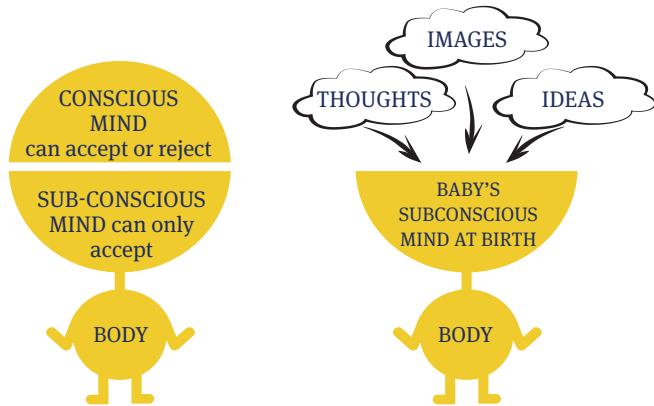 CONSCIOUS
MIND
can accept or reject
SUB-CONSCIOUS
MIND can only
accept
BODY
IMAGES
THOUGHTS
IDEAS
BABY'S
SUBCONSCIOUS
MIND AT BIRTH
BODY